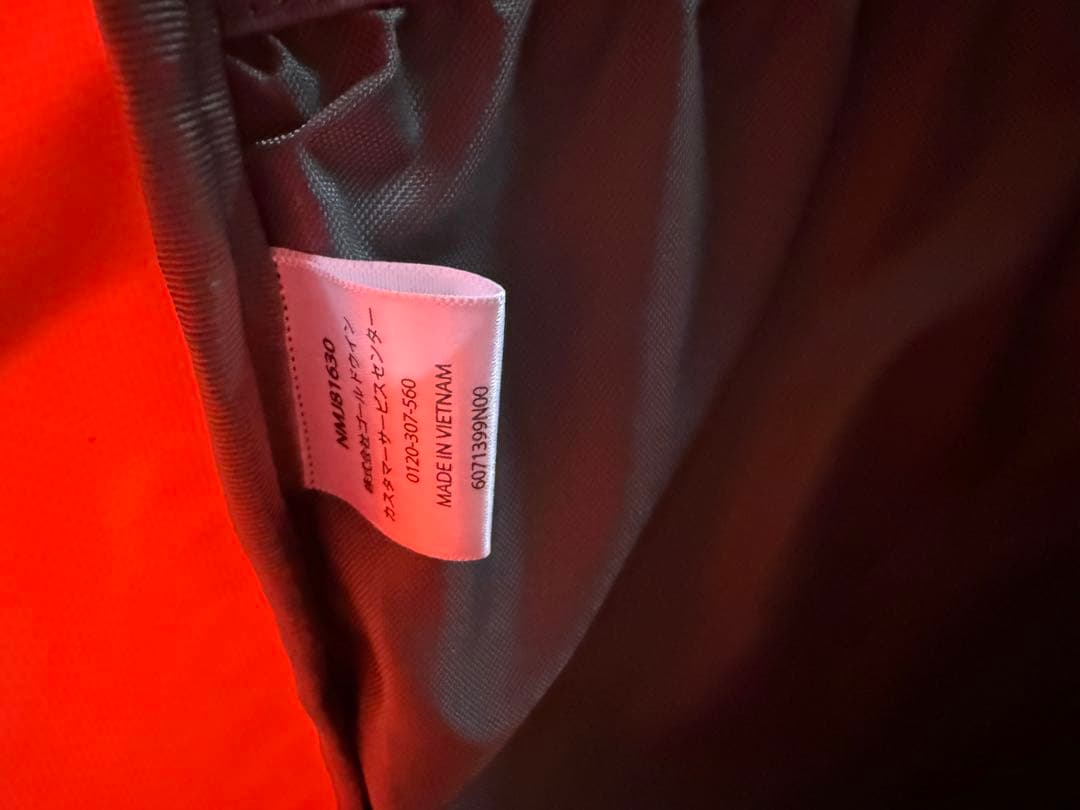 NMJ81630
株式会社ゴールドウイン
カスタマーサービスセンター
0120-307-560
MADE IN VIETNAM
6071399N00